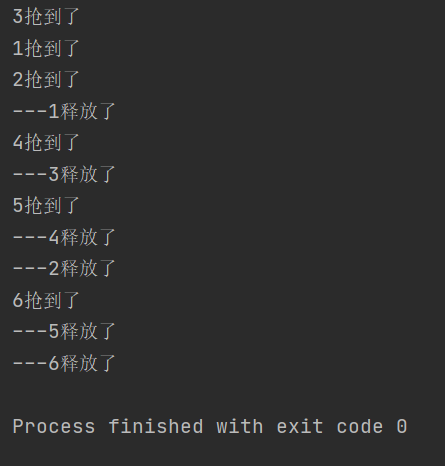 3抢到了
1抢到了
2抢到了
---1释放了
4抢到了
---3释放了
5抢到了
---4释放了
---2释放了
6抢到了
---5释放了
---6释放了
Process finished with exit code 0